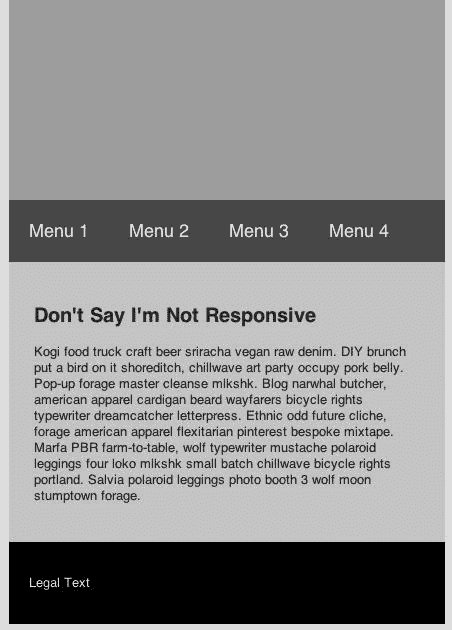 Menu 1 Menu 2 Menu 3 Menu 4
Don't Say I'm Not Responsive
Kogi food truck craft beer sriracha vegan raw denim. DIY brunch
put a bird on it shoreditch, chillwave art party occupy pork belly.
Pop-up forage master cleanse mlkshk. Blog narwhal butcher,
american apparel cardigan beard wayfarers bicycle rights
typewriter dreamcatcher letterpress. Ethnic odd future cliche,
forage american apparel flexitarian pinterest bespoke mixtape.
Marfa PBR farm-to-table, wolf typewriter mustache polaroid
leggings four loko mlkshk small batch chillwave bicycle rights
portland. Salvia polaroid leggings photo booth 3 wolf moon
stumptown forage.
Legal Text